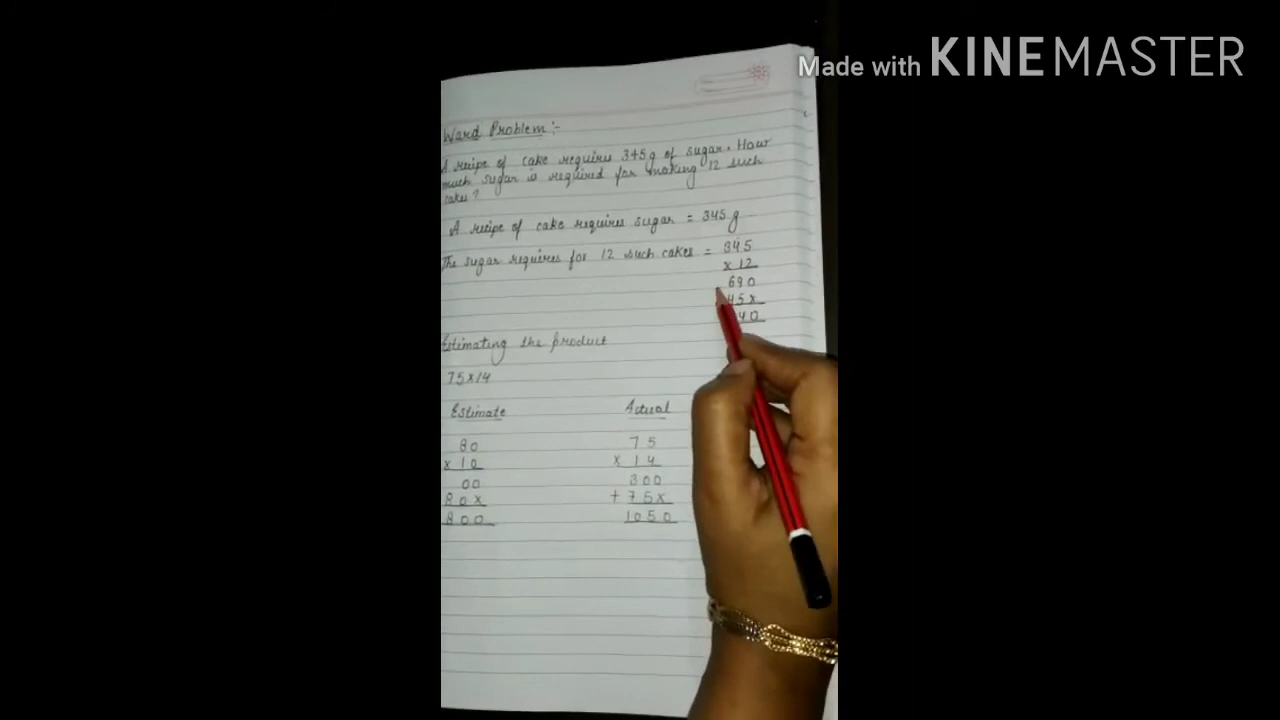 Made with KINEMASTER
Word Problem :-
A recipe of cake requires 345g of sugar. How
much sugar is required for making 12 such
cakes?
A recipe of cake requires sugar = 345 g
The sugar requires for 12 such cakes = 345
x 12
690
45x
40
Estimating the product
75x14
Estimate
Actual
80
75
x 10
x 14
00
300
80x
+ 75x
800
1050